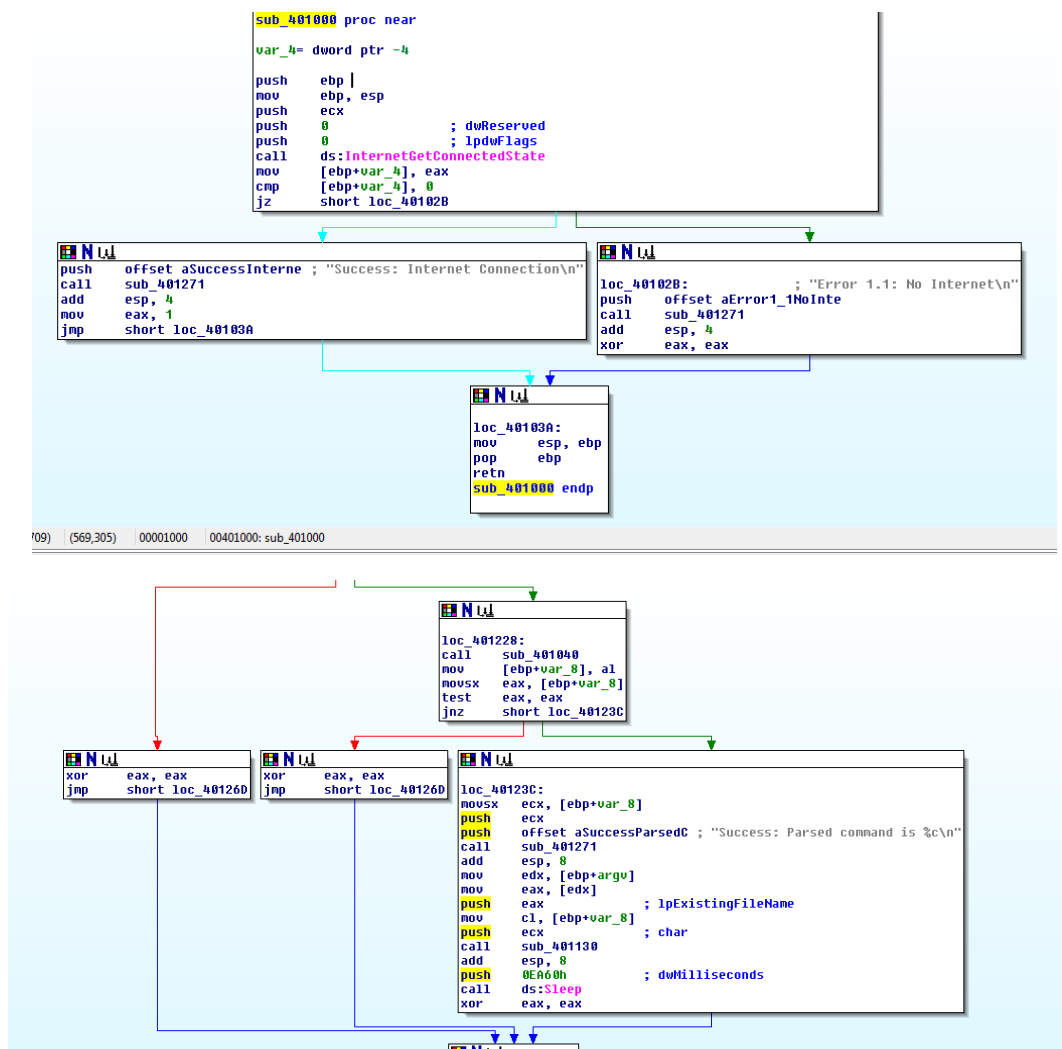 sub_401000 proc near
var_4= dword ptr -4
push ebp
mov ebp, esp
push ecx
push 0 ; dwReserved
push 0 ; lpdwFlags
call ds:InternetGetConnectedState
mov [ebp+var_4], eax
cmp [ebp+var_4], 0
jz short loc_40102B
push offset aSuccessInterne ; "Success: Internet Connection\n"
call sub_401271
add esp, 4
mov eax, 1
jmp short loc_40103A
loc_40102B: ; "Error 1.1: No Internet\n"
push offset aError1_1NoInte
call sub_401271
add esp, 4
xor eax, eax
loc_40103A:
mov esp, ebp
pop ebp
retn
sub_401000 endp
709) (569,305) 00001000 00401000: sub_401000
loc_401228:
call sub_401040
mov [ebp+var_8], al
movsx eax, [ebp+var_8]
test eax, eax
jnz short loc_40123C
xor eax, eax
jmp short loc_40126D
xor eax, eax
jmp short loc_40126D
loc_40123C:
movsx ecx, [ebp+var_8]
push ecx
push offset aSuccessParsedC ; "Success: Parsed command is %c\n"
call sub_401271
add esp, 8
mov edx, [ebp+argv]
mov eax, [edx]
push eax ; lpExistingFileName
mov cl, [ebp+var_8]
push ecx ; char
call sub_401130
add esp, 8
push 0EA60h ; dwMilliseconds
call ds:Sleep
xor eax, eax